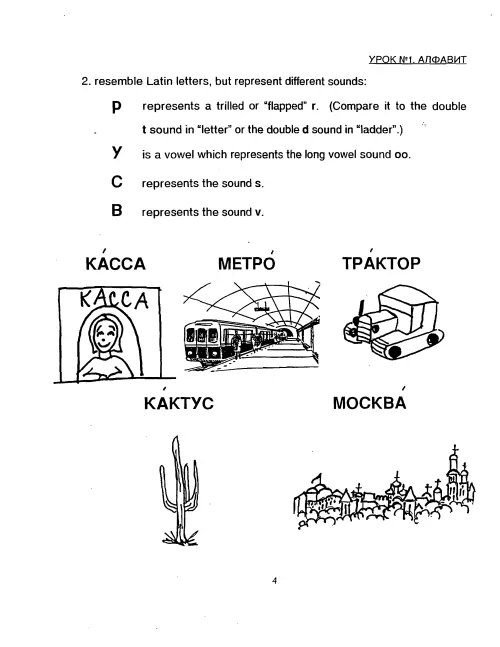 УРОК №1. АЛФАВИТ
2. resemble Latin letters, but represent different sounds:
Р represents a trilled or "flapped" r. (Compare it to the double
t sound in "letter" or the double d sound in "ladder".)
У is a vowel which represents the long vowel sound oo.
С represents the sound s.
В represents the sound v.
КА́ССА МЕТРО́ ТРА́КТОР
КАССА
КА́КТУС МОСКВА́
4